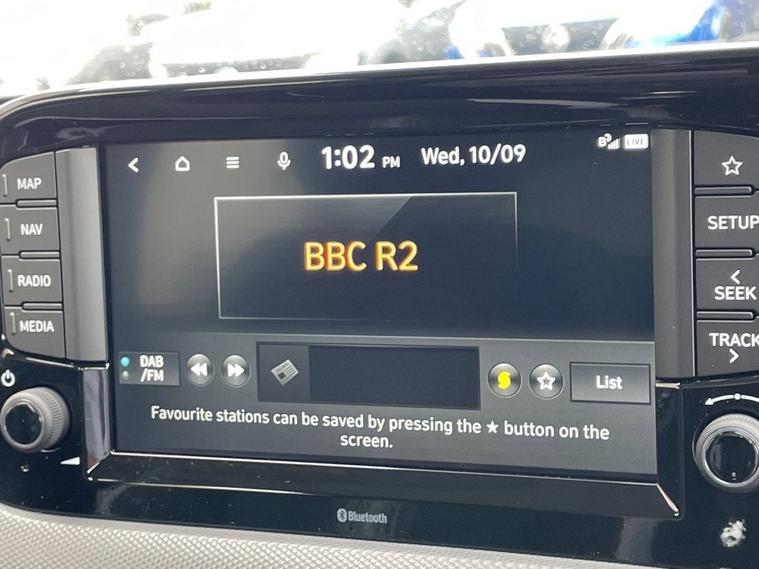 1:02 PM Wed, 10/09
LIVE
MAP
NAV
RADIO
MEDIA
BBC R2
SETUP
< SEEK
TRACK >
DAB
/FM
List
Favourite stations can be saved by pressing the ★ button on the
screen.
Bluetooth